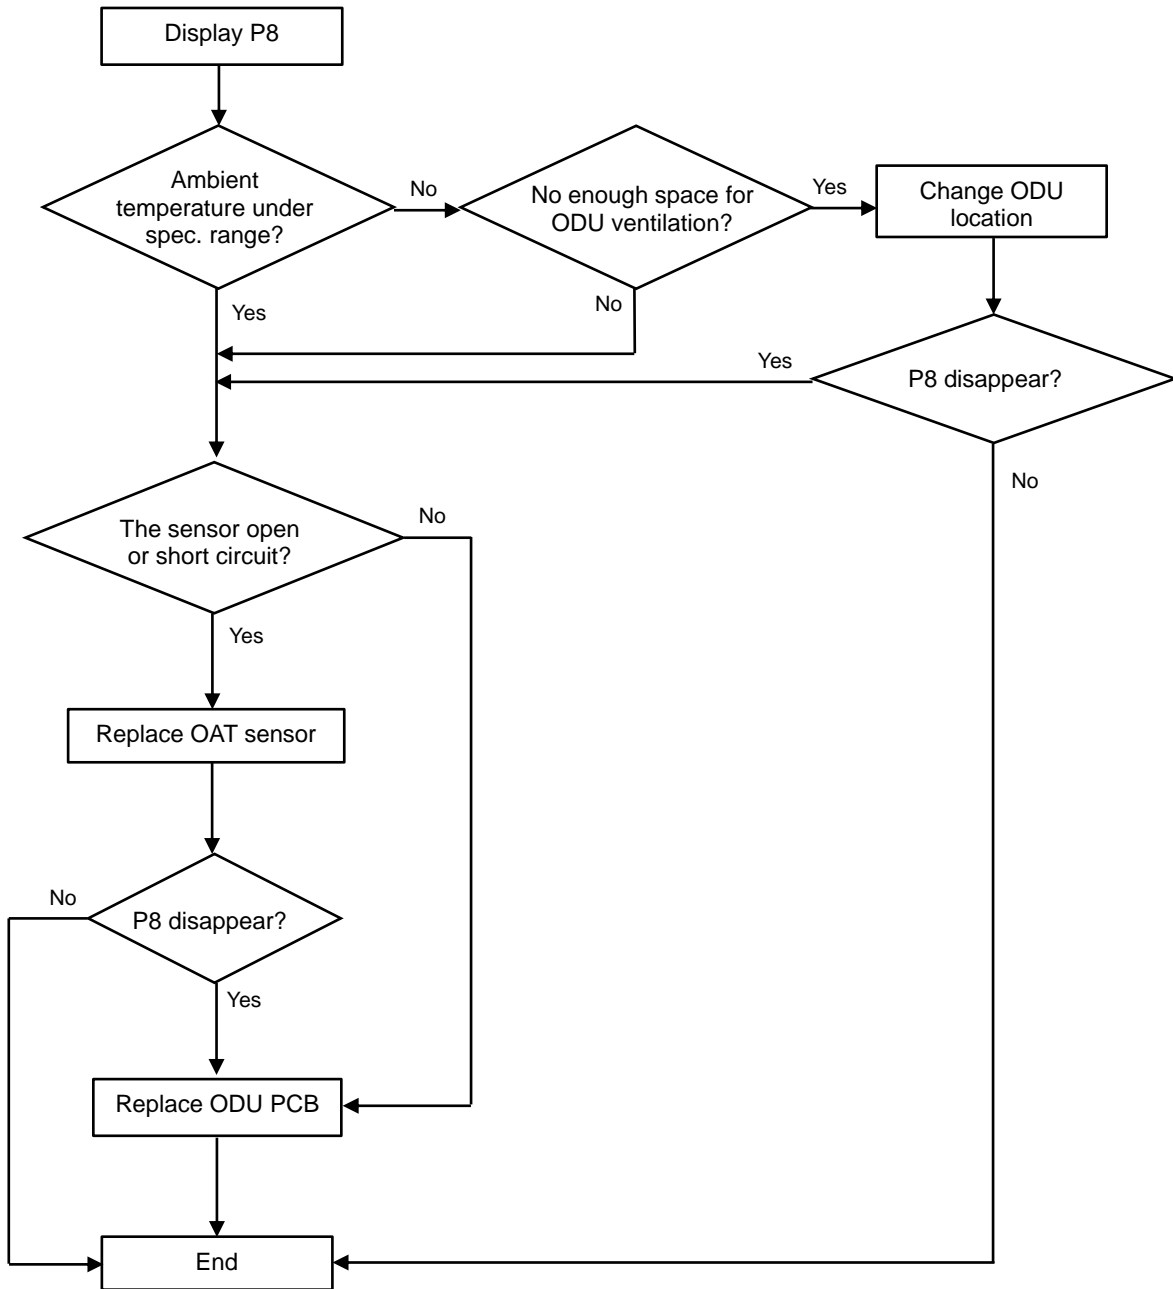 Display P8
Ambient
temperature under
spec. range?
No
No enough space for
ODU ventilation?
Yes
Change ODU
location
Yes
No
Yes
P8 disappear?
No
The sensor open
or short circuit?
No
Yes
Replace OAT sensor
No
P8 disappear?
Yes
Replace ODU PCB
End